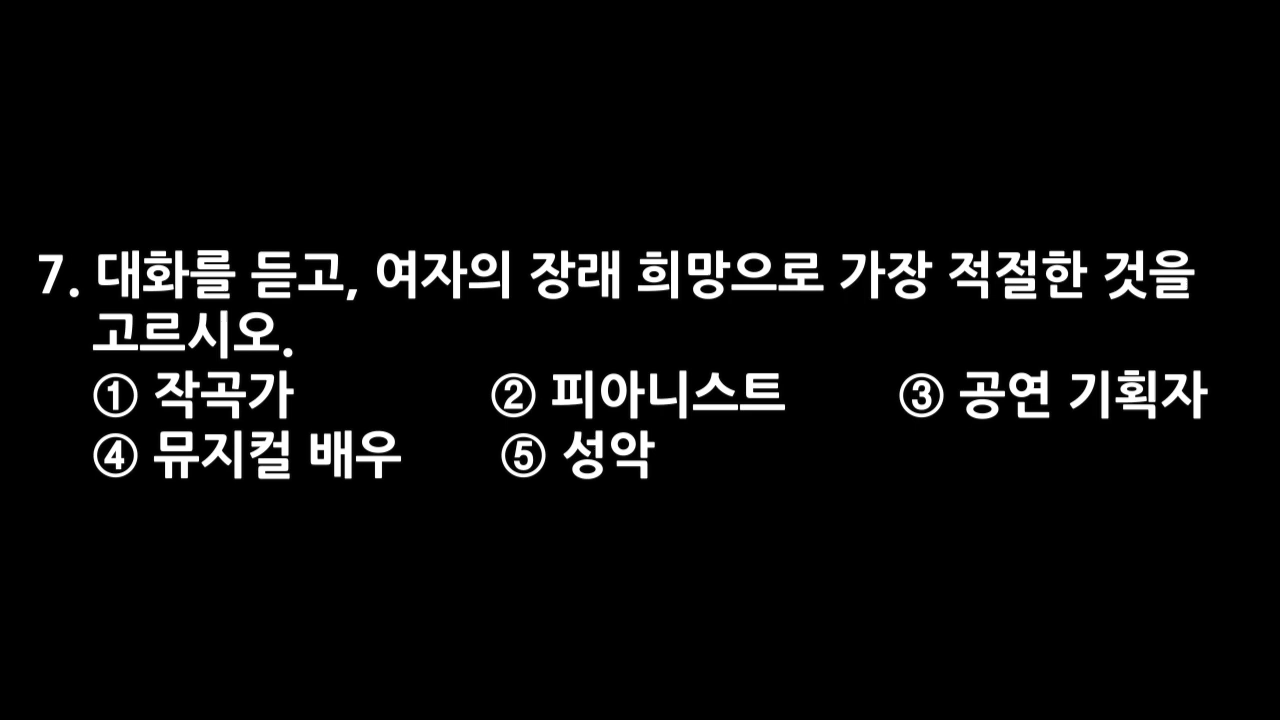 7. 대화를 듣고, 여자의 장래 희망으로 가장 적절한 것을
고르시오.
① 작곡가 ② 피아니스트 ③ 공연 기획자
④ 뮤지컬 배우 ⑤ 성악